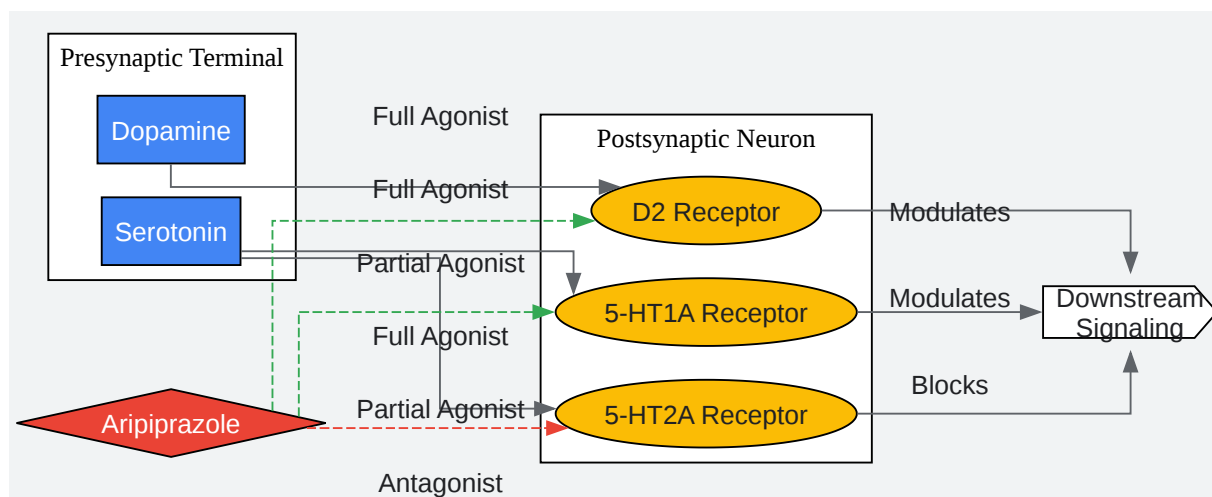 Presynaptic Terminal
Dopamine
Serotonin
Full Agonist
Full Agonist
Partial Agonist
Full Agonist
Partial Agonist
Antagonist
Aripiprazole
Postsynaptic Neuron
D2 Receptor
5-HT1A Receptor
5-HT2A Receptor
Modulates
Modulates
Blocks
Downstream
Signaling